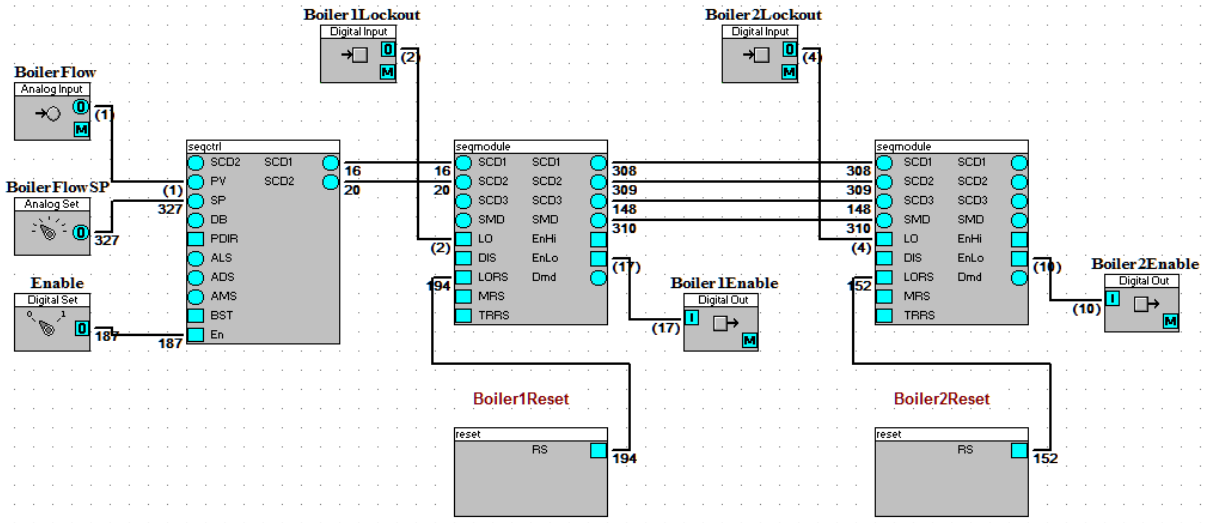 Boiler1Lockout
Digital Input
O
(2)
M
Boiler2Lockout
Digital Input
O
(4)
M
BoilerFlow
Analog Input
O
(1)
M
BoilerFlowSP
Analog Set
O
327
Enable
Digital Set
0
1
O
187
seqctrl
SCD2 SCD1
16
(1) PV SCD2
20
327 SP
DB
PDIR
ALS
ADS
AMS
BST
187 En
seqmodule
16 SCD1 SCD1 308
20 SCD2 SCD2 309
SCD3 SCD3 148
SMD SMD 310
(2) LO EnHi
DIS EnLo (17)
194 LORS Dmd
MRS
TRRS
Boiler1Enable
Digital Out
(17) I
M
seqmodule
308 SCD1 SCD1
309 SCD2 SCD2
148 SCD3 SCD3
310 SMD SMD
(4) LO EnHi
DIS EnLo (10)
152 LORS Dmd
MRS
TRRS
Boiler2Enable
Digital Out
(10) I
M
Boiler1Reset
reset
RS
194
Boiler2Reset
reset
RS
152